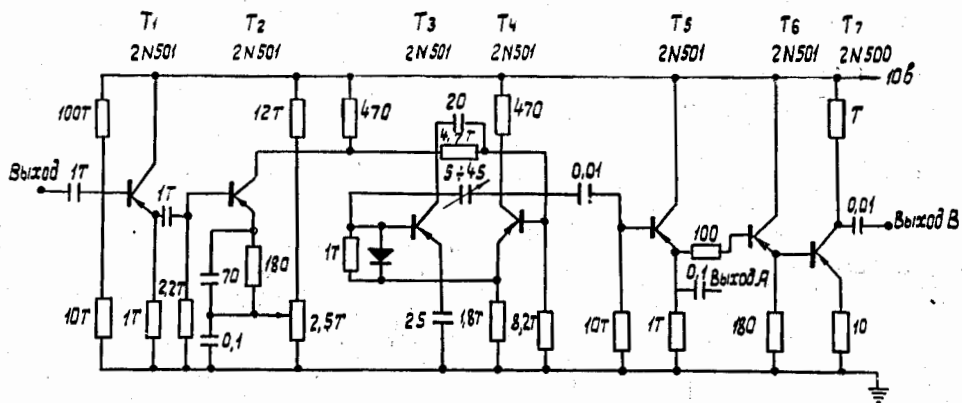 T1 T2 T3 T4 T5 T6 T7
2N501 2N501 2N501 2N501 2N501 2N501 2N500
10в
100т
12т
470
20
470
т
4,7т
5÷45
0,01
Выход
1т
1т
0,01
Выход В
1т
100
70
180
0,1
Выход А
10т
1т
2,2т
2,5т
25
1,8т
8,2т
10т
1т
180
10
0,1